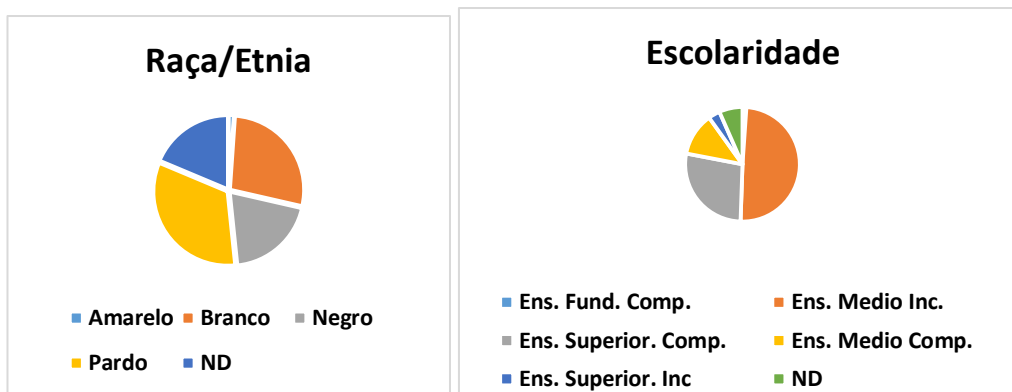 Raça/Etnia
Amarelo Branco Negro
Pardo ND
Escolaridade
Ens. Fund. Comp. Ens. Medio Inc.
Ens. Superior. Comp. Ens. Medio Comp.
Ens. Superior. Inc ND